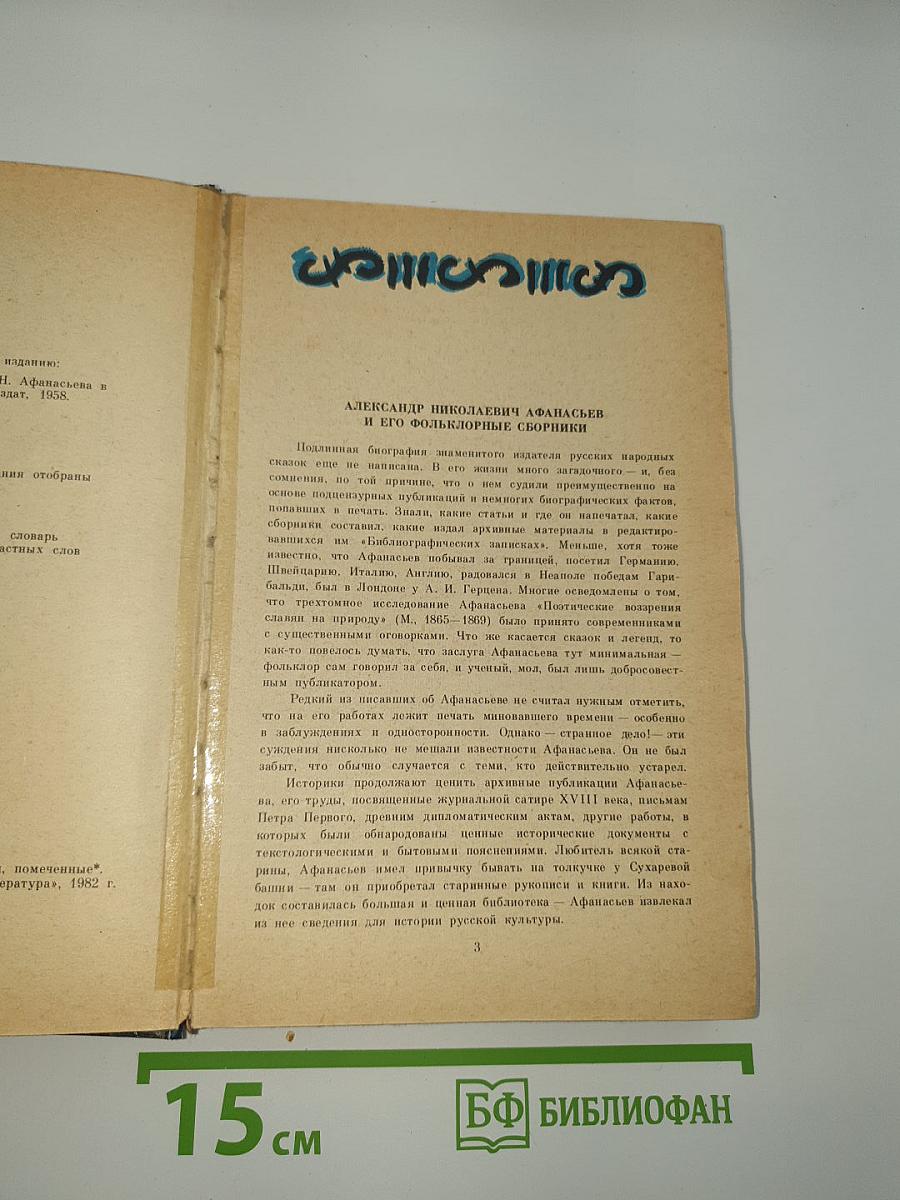 изданию:
Н. Афанасьева в
здат, 1958.
ния отобраны
словарь
астных слов
, помеченные*.
ература», 1982 г.
АЛЕКСАНДР НИКОЛАЕВИЧ АФАНАСЬЕВ
И ЕГО ФОЛЬКЛОРНЫЕ СБОРНИКИ
Подлинная биография знаменитого издателя русских народных
сказок еще не написана. В его жизни много загадочного — и, без
сомнения, по той причине, что о нем судили преимущественно на
основе подцензурных публикаций и немногих биографических фактов,
попавших в печать. Знали, какие статьи и где он напечатал, какие
сборники составил, какие издал архивные материалы в редактиро-
вавшихся им «Библиографических записках». Меньше, хотя тоже
известно, что Афанасьев побывал за границей, посетил Германию,
Швейцарию, Италию, Англию, радовался в Неаполе победам Гари-
бальди, был в Лондоне у А. И. Герцена. Многие осведомлены о том,
что трехтомное исследование Афанасьева «Поэтические воззрения
славян на природу» (М., 1865—1869) было принято современниками
с существенными оговорками. Что же касается сказок и легенд, то
как-то повелось думать, что заслуга Афанасьева тут минимальная —
фольклор сам говорил за себя, и ученый, мол, был лишь добросовест-
ным публикатором.
Редкий из писавших об Афанасьеве не считал нужным отметить,
что на его работах лежит печать миновавшего времени — особенно
в заблуждениях и односторонности. Однако — странное дело!— эти
суждения нисколько не мешали известности Афанасьева. Он не был
забыт, что обычно случается с теми, кто действительно устарел.
Историки продолжают ценить архивные публикации Афанасье-
ва, его труды, посвященные журнальной сатире XVIII века, письмам
Петра Первого, древним дипломатическим актам, другие работы, в
которых были обнародованы ценные исторические документы с
текстологическими и бытовыми пояснениями. Любитель всякой ста-
рины, Афанасьев имел привычку бывать на толкучке у Сухаревой
башни — там он приобретал старинные рукописи и книги. Из нахо-
док составилась большая и ценная библиотека — Афанасьев извлекал
из нее сведения для истории русской культуры.
3
15 см
БФ БИБЛИОФАН